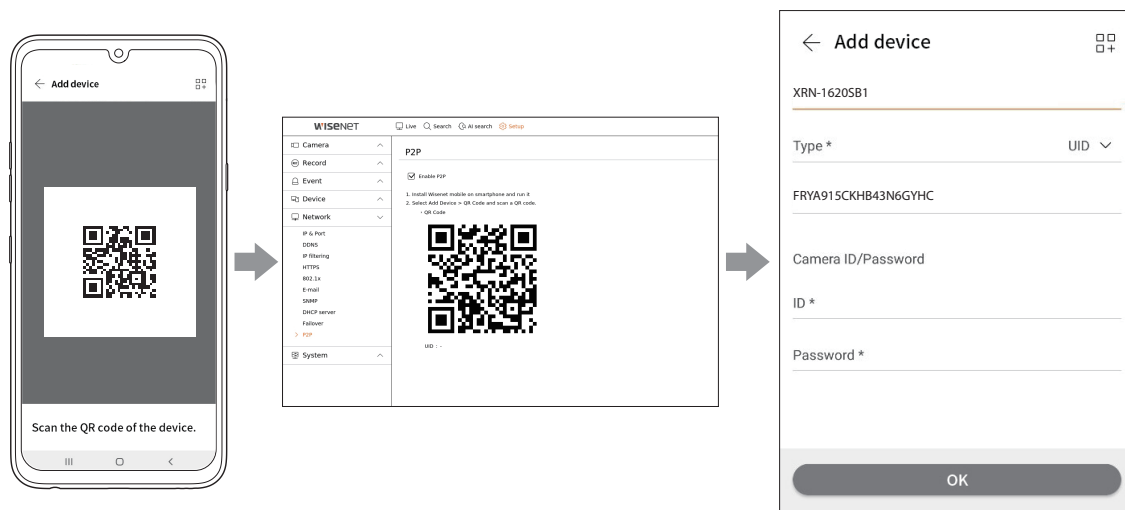 Add device
Scan the QR code of the device.
WISENET
Live Search AI search Setup
Camera
Record
Event
Device
Network
IP & Port
DDNS
IP filtering
HTTPS
802.1x
E-mail
SNMP
DHCP server
Failover
> P2P
System
P2P
Enable P2P
1. Install Wisenet mobile on smartphone and run it
2. Select Add Device > QR Code and scan a QR code.
- QR Code
UID : -
Add device
XRN-1620SB1
Type * UID
FRYA915CKHB43N6GYHC
Camera ID/Password
ID *
Password *
OK